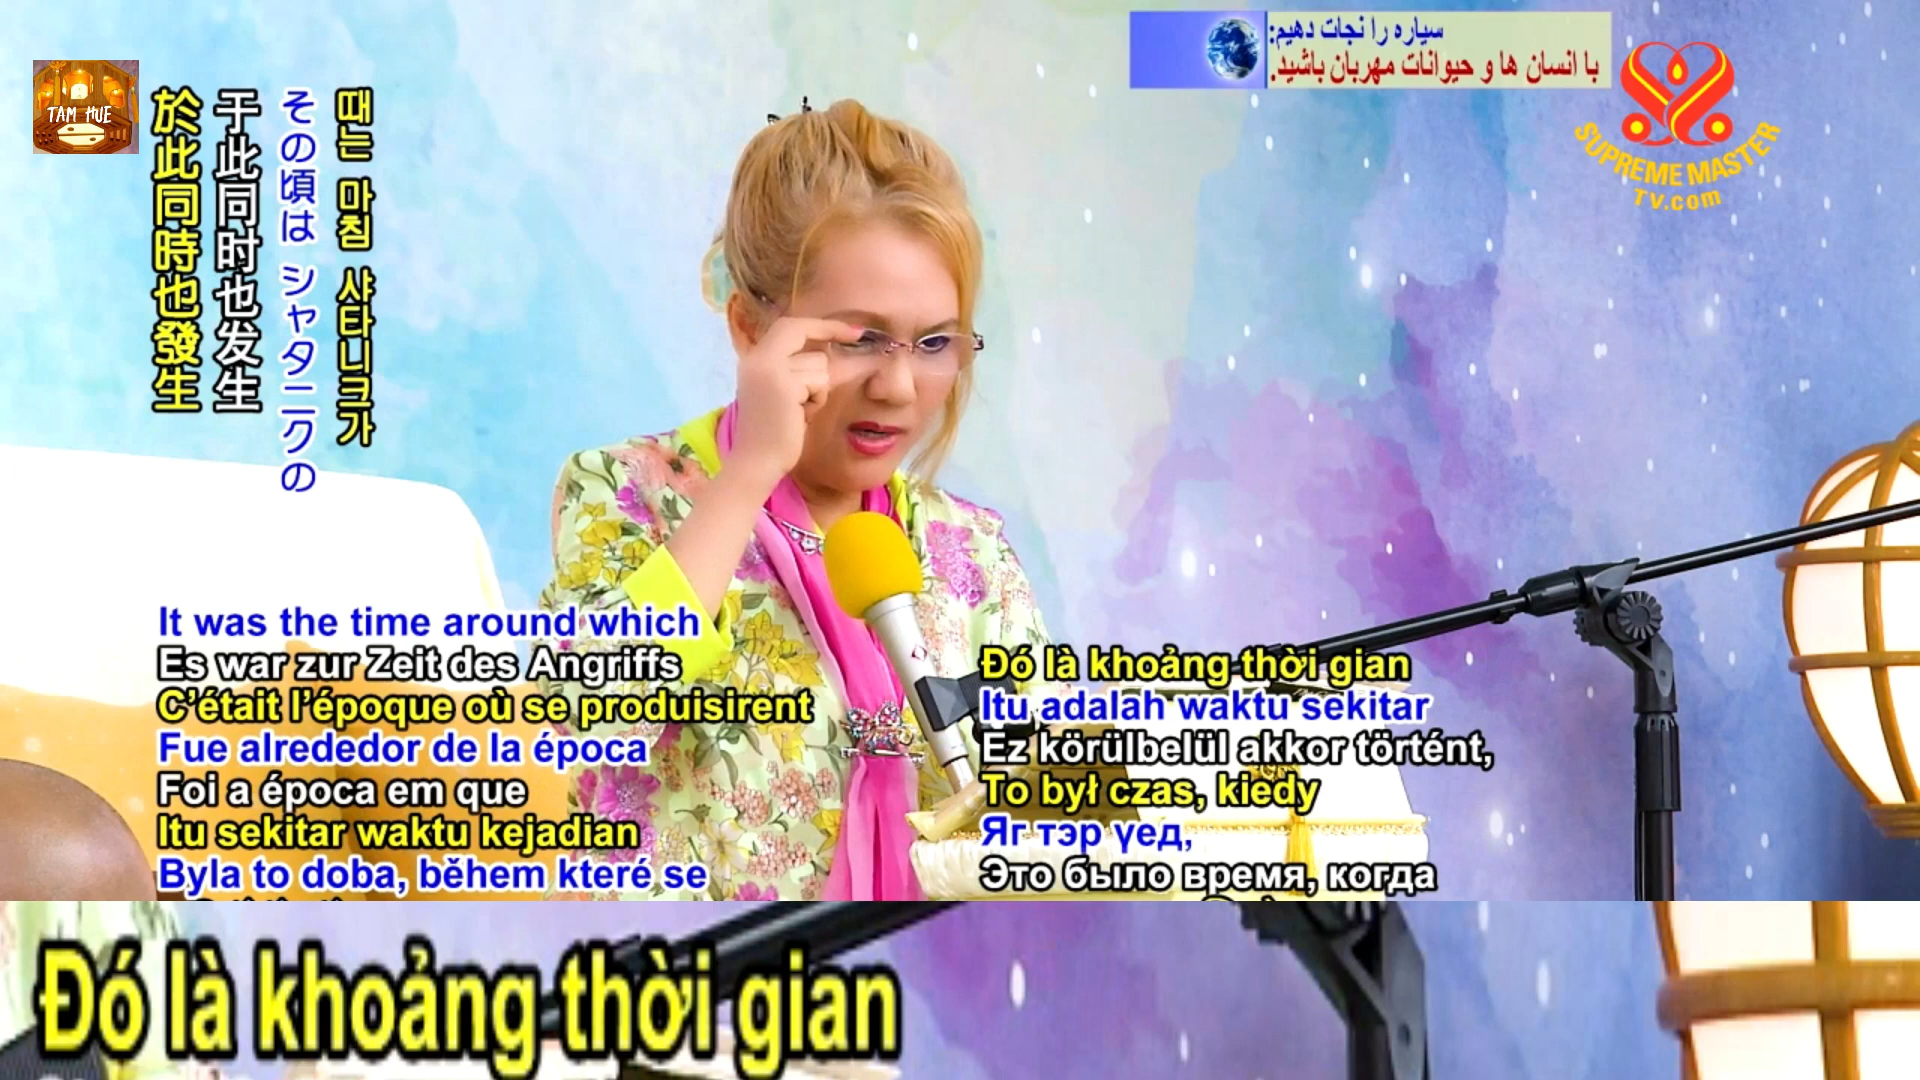 سیاره را نجات دهیم:
با انسان ها و حیوانات مهربان باشید.
SUPREME MASTER
TV.com
TAM HUE
때는 마침 샤타니크가
その頃は シャタニクの
于此同时也发生
於此同時也發生
It was the time around which
Es war zur Zeit des Angriffs
C'était l'époque où se produisirent
Fue alrededor de la época
Foi a época em que
Itu sekitar waktu kejadian
Byla to doba, během které se
Đó là khoảng thời gian
Itu adalah waktu sekitar
Ez körülbelül akkor történt,
To był czas, kiedy
Яг тэр үед,
Это было время, когда
Đó là khoảng thời gian